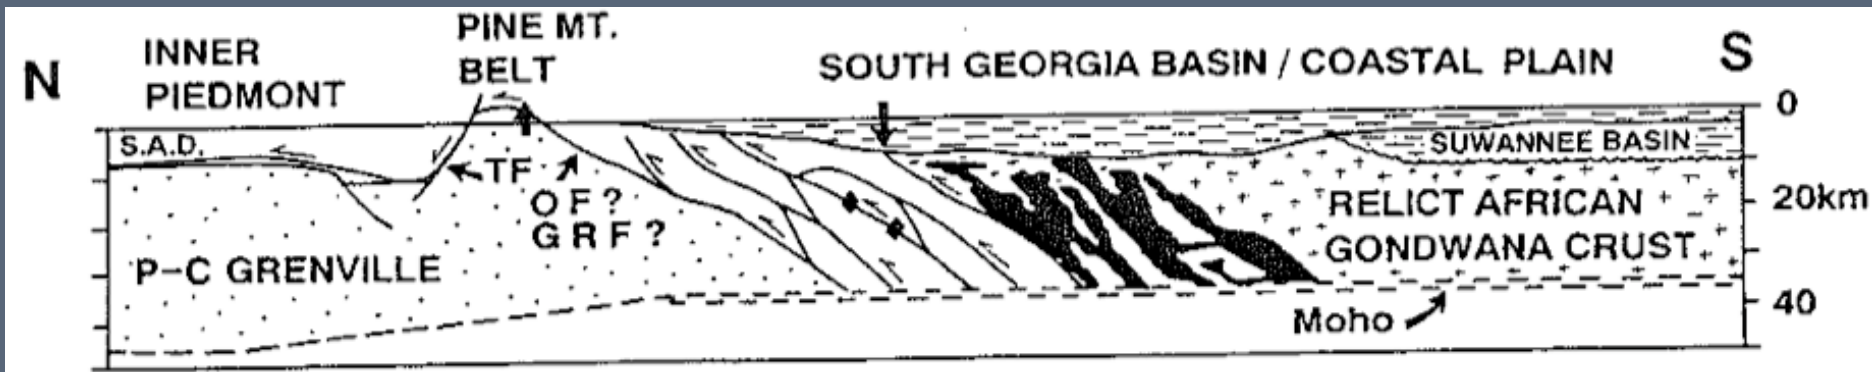 N
INNER
PIEDMONT
PINE MT.
BELT
SOUTH GEORGIA BASIN / COASTAL PLAIN
S
0
S.A.D.
SUWANNEE BASIN
TF
OF?
GRF?
20km
RELICT AFRICAN
GONDWANA CRUST
P-C GRENVILLE
40
Moho